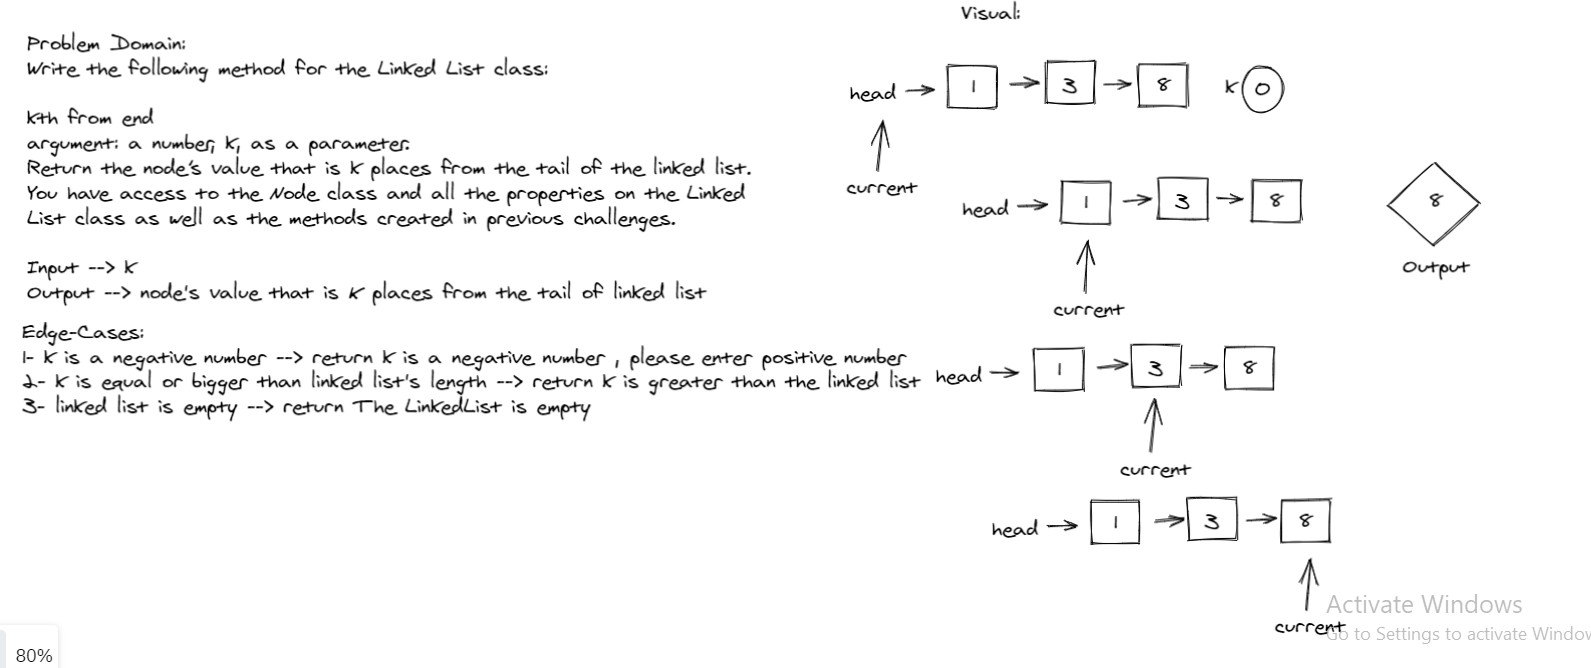 Problem Domain:
Write the following method for the Linked List class:
kth from end
argument: a number, k, as a parameter.
Return the node's value that is k places from the tail of the linked list.
You have access to the Node class and all the properties on the Linked
List class as well as the methods created in previous challenges.
Input --> k
Output --> node's value that is k places from the tail of linked list
Edge-Cases:
1- k is a negative number --> return k is a negative number , please enter positive number
2- k is equal or bigger than linked list's length --> return k is greater than the linked list
3- linked list is empty --> return The LinkedList is empty
Visual:
head 1 3 8 k 0
current
head 1 3 8
current
8
Output
head 1 3 8
current
head 1 3 8
current
Activate Windows
Go to Settings to activate Window
80%